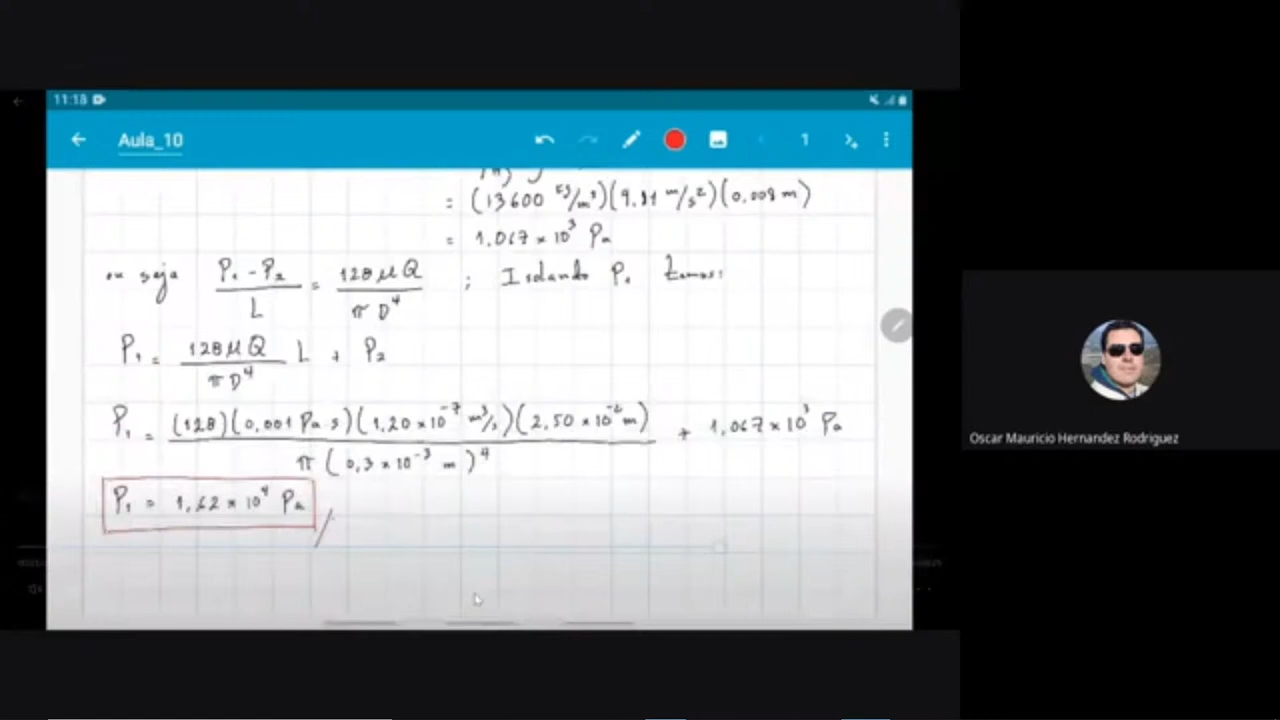 11:18
Aula_10
1
= (13600 kg/m³)(9,81 m/s²)(0,008 m)
= 1,067 × 10³ Pa
ou seja (P₁ - P₂)/L = 128 μ Q/(π D⁴) ; Isolando P₁ temos:
P₁ = 128 μ Q/(π D⁴) L + P₂
P₁ = (128)(0,001 Pa·s)(1,20 × 10⁻⁷ m³/s)(2,50 × 10⁻² m)/(π (0,3 × 10⁻³ m)⁴) + 1,067 × 10³ Pa
P₁ = 1,62 × 10⁴ Pa
Oscar Mauricio Hernandez Rodriguez